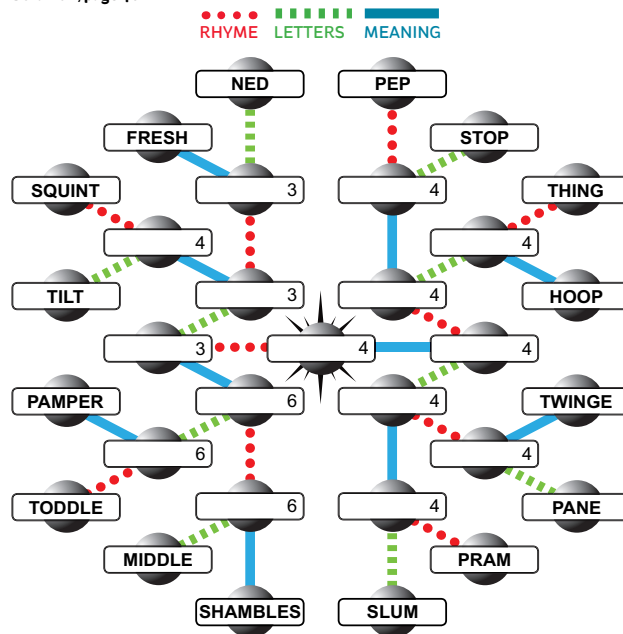 RHYME LETTERS MEANING
NED PEP
FRESH STOP
SQUINT 3 4 THING
4 4
TILT 3 4 HOOP
3 4 4
PAMPER 6 4 TWINGE
6 4
TODDLE 6 4 PANE
MIDDLE PRAM
SHAMBLES SLUM